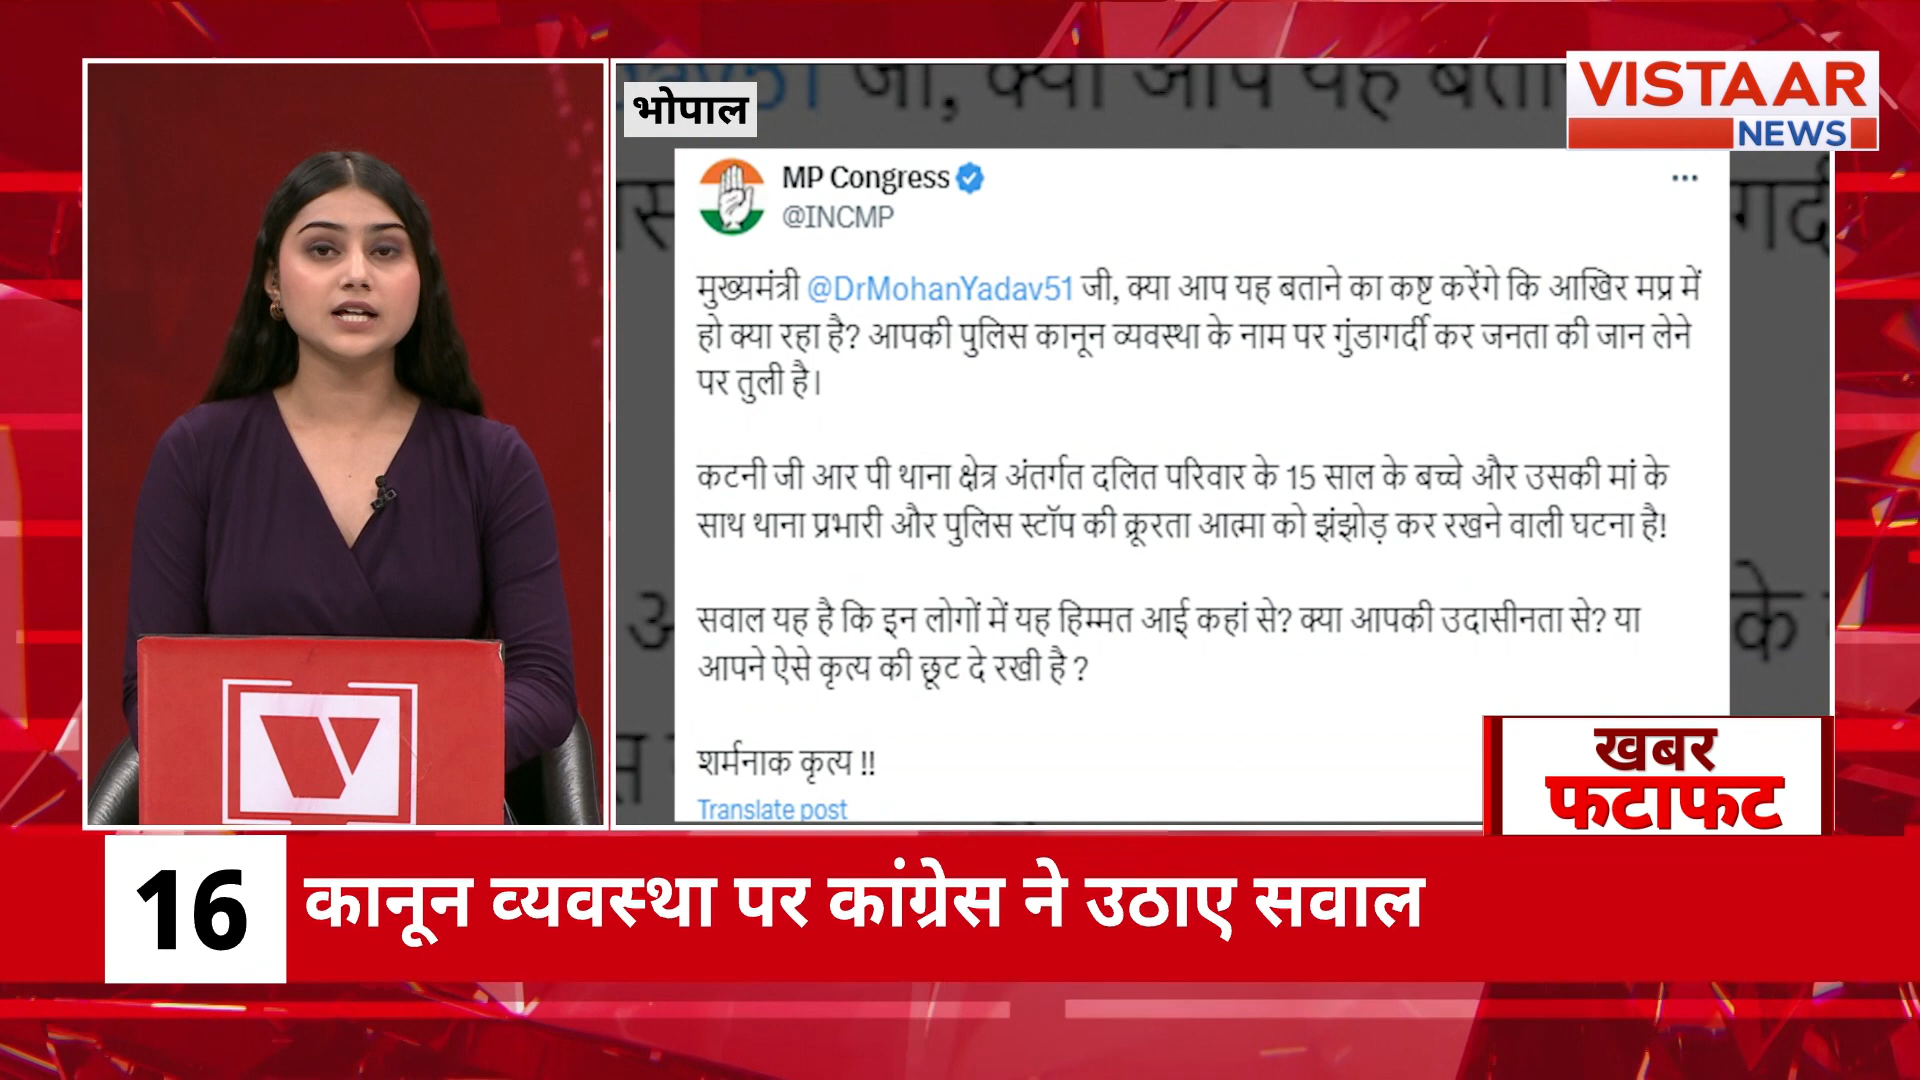 भोपाल
VISTAAR
NEWS
MP Congress
@INCMP
मुख्यमंत्री @DrMohanYadav51 जी, क्या आप यह बताने का कष्ट करेंगे कि आखिर मप्र में
हो क्या रहा है? आपकी पुलिस कानून व्यवस्था के नाम पर गुंडागर्दी कर जनता की जान लेने
पर तुली है।
कटनी जी आर पी थाना क्षेत्र अंतर्गत दलित परिवार के 15 साल के बच्चे और उसकी मां के
साथ थाना प्रभारी और पुलिस स्टॉप की क्रूरता आत्मा को झंझोड़ कर रखने वाली घटना है!
सवाल यह है कि इन लोगों में यह हिम्मत आई कहां से? क्या आपकी उदासीनता से? या
आपने ऐसे कृत्य की छूट दे रखी है ?
शर्मनाक कृत्य !!
Translate post
खबर
फटाफट
16 कानून व्यवस्था पर कांग्रेस ने उठाए सवाल